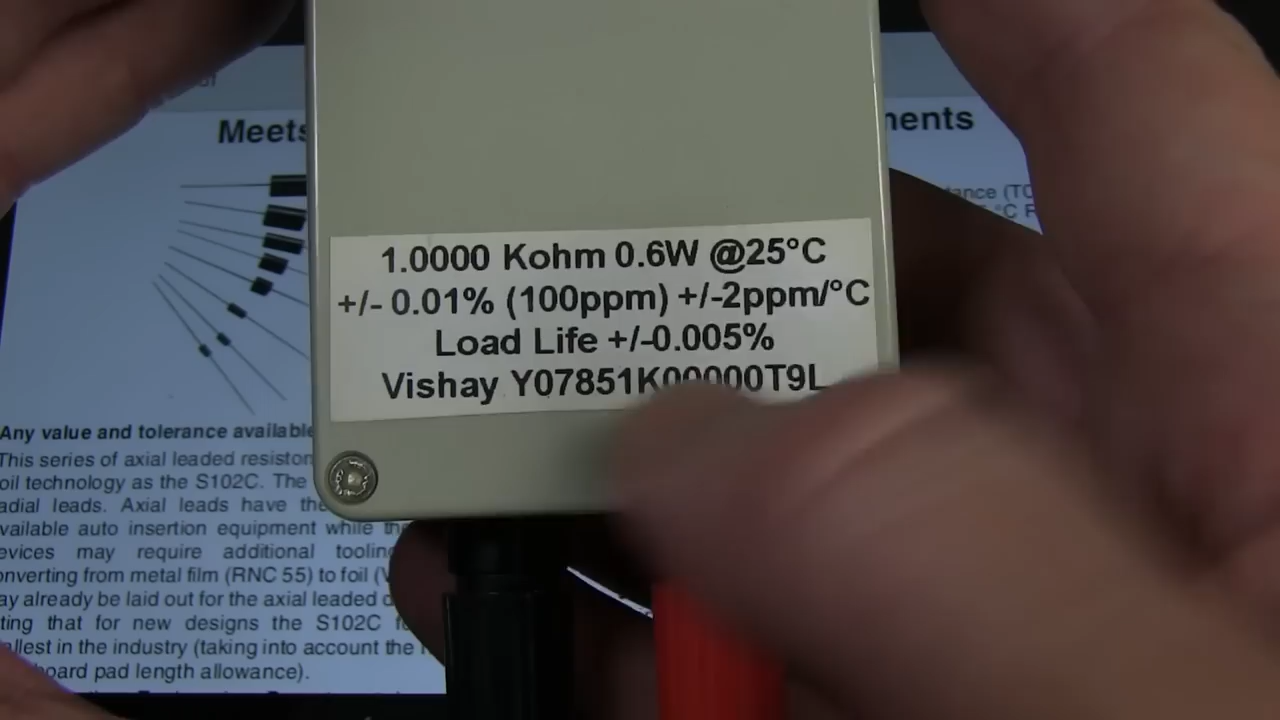 Meets
ments
tance (TC
°C
1.0000 Kohm 0.6W @25°C
+/- 0.01% (100ppm) +/-2ppm/°C
Load Life +/-0.005%
Vishay Y07851K00000T9L
Any value and tolerance available
This series of axial leaded resistor
oil technology as the S102C. The
adial leads. Axial leads have the
vailable auto insertion equipment while the
evices may require additional tooling
onverting from metal film (RNC 55) to foil (V
ay already be laid out for the axial leaded d
ting that for new designs the S102C f
allest in the industry (taking into account the
board pad length allowance).